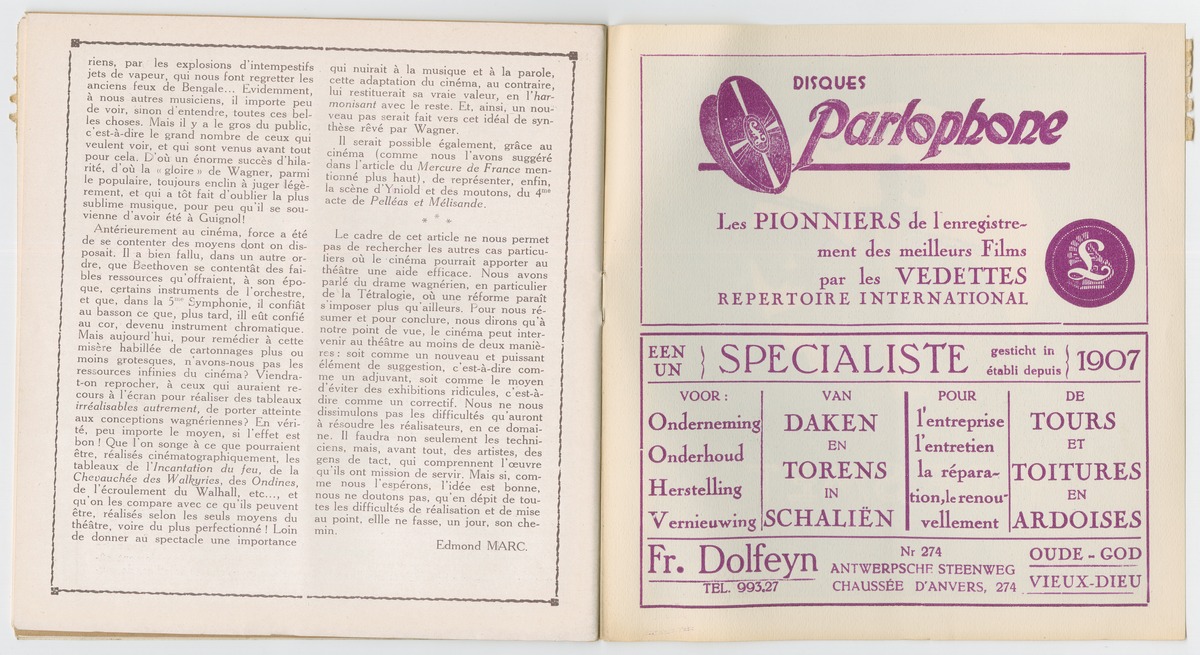 riens, par les explosions d'intempestifs
jets de vapeur, qui nous font regretter les
anciens feux de Bengale... Evidemment,
à nous autres musiciens, il importe peu
de voir, sinon d'entendre, toutes ces bel-
les choses. Mais il y a le gros du public,
c'est-à-dire le grand nombre de ceux qui
veulent voir, et qui sont venus avant tout
pour cela. D'où un énorme succès d'hila-
rité, d'où la « gloire » de Wagner, parmi
le populaire, toujours enclin à juger légè-
rement, et qui a tôt fait d'oublier la plus
sublime musique, pour peu qu'il se sou-
vienne d'avoir été à Guignol!
Antérieurement au cinéma, force a été
de se contenter des moyens dont on dis-
posait. Il a bien fallu, dans un autre or-
dre, que Beethoven se contentât des fai-
bles ressources qu'offraient, à son épo-
que, certains instruments de l'orchestre,
et que, dans la 5me Symphonie, il confiât
au basson ce que, plus tard, ill eût confié
au cor, devenu instrument chromatique.
Mais aujourd'hui, pour remédier à cette
misère habillée de cartonnages plus ou
moins grotesques, n'avons-nous pas les
ressources infinies du cinéma? Viendra-
t-on reprocher, à ceux qui auraient re-
cours à l'écran pour réaliser des tableaux
irréalisables autrement, de porter atteinte
aux conceptions wagnériennes? En véri-
té, peu importe le moyen, si l'effet est
bon! Que l'on songe à ce que pourraient
être, réalisés cinématographiquement, les
tableaux de l'Incantation du feu, de la
Chevauchée des Walkyries, des Ondines,
de l'écroulement du Walhall, etc..., et
qu'on les compare avec ce qu'ils peuvent
être, réalisés selon les seuls moyens du
théâtre, voire du plus perfectionné! Loin
de donner au spectacle une importance
qui nuirait à la musique et à la parole,
cette adaptation du cinéma, au contraire,
lui restituerait sa vraie valeur, en l'har-
monisant avec le reste. Et, ainsi, un nou-
veau pas serait fait vers cet idéal de syn-
thèse rêvé par Wagner.
Il serait possible également, grâce au
cinéma (comme nous l'avons suggéré
dans l'article du Mercure de France men-
tionné plus haut), de représenter, enfin,
la scène d'Yniold et des moutons, du 4me
acte de Pelléas et Mélisande.
* * *
Le cadre de cet article ne nous permet
pas de rechercher les autres cas particu-
liers où le cinéma pourrait apporter au
théâtre une aide efficace. Nous avons
parlé du drame wagnérien, en particulier
de la Tétralogie, où une réforme paraît
s'imposer plus qu'ailleurs. Pour nous ré-
sumer et pour conclure, nous dirons qu'à
notre point de vue, le cinéma peut inter-
venir au théâtre au moins de deux maniè-
res : soit comme un nouveau et puissant
élément de suggestion, c'est-à-dire com-
me un adjuvant, soit comme le moyen
d'éviter des exhibitions ridicules, c'est-à-
dire comme un correctif. Nous ne nous
dissimulons pas les difficultés qu'auront
à résoudre les réalisateurs, en ce domai-
ne. Il faudra non seulement les techni-
ciens, mais, avant tout, des artistes, des
gens de tact, qui comprennent l'œuvre
qu'ils ont mission de servir. Mais si, com-
me nous l'espérons, l'idée est bonne,
nous ne doutons pas, qu'en dépit de tou-
tes les difficultés de réalisation et de mise
au point, ellle ne fasse, un jour, son che-
min.
Edmond MARC.
DISQUES
Parlophone
Les PIONNIERS de l'enregistre-
ment des meilleurs Films
par les VEDETTES
REPERTOIRE INTERNATIONAL
£
EEN
UN } SPECIALISTE gesticht in
établi depuis } 1907
VOOR :
Onderneming
Onderhoud
Herstelling
Vernieuwing
VAN
DAKEN
EN
TORENS
IN
SCHALIËN
POUR
l'entreprise
l'entretien
la répara-
tion, le renou-
vellement
DE
TOURS
ET
TOITURES
EN
ARDOISES
Fr. Dolfeyn
TEL. 993,27
Nr 274
ANTWERPSCHE STEENWEG
CHAUSSÉE D'ANVERS, 274
OUDE - GOD
VIEUX-DIEU